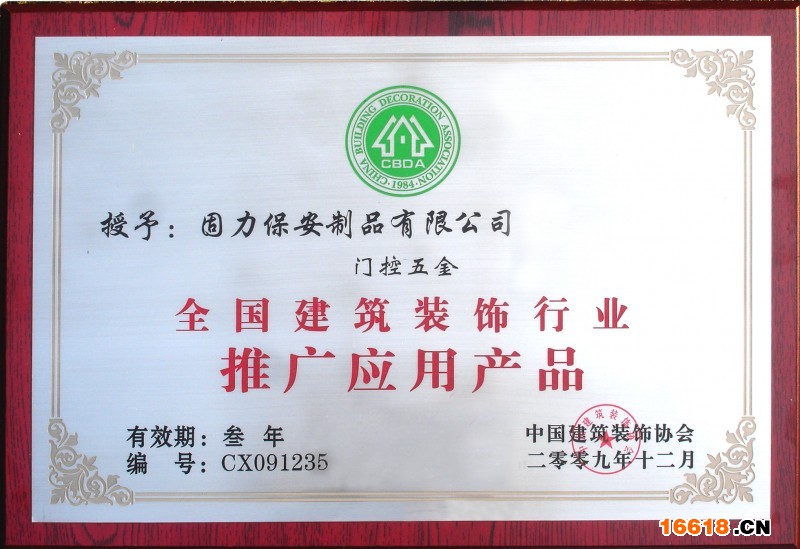 CHINA BUILDING DECORATION ASSOCIATION
CBDA
·1984·
授予：固力保安制品有限公司
门控五金
全国建筑装饰行业
推广应用产品
有效期：叁 年
编 号：CX091235
中国建筑装饰协会
二零零九年十二月
16618.CN